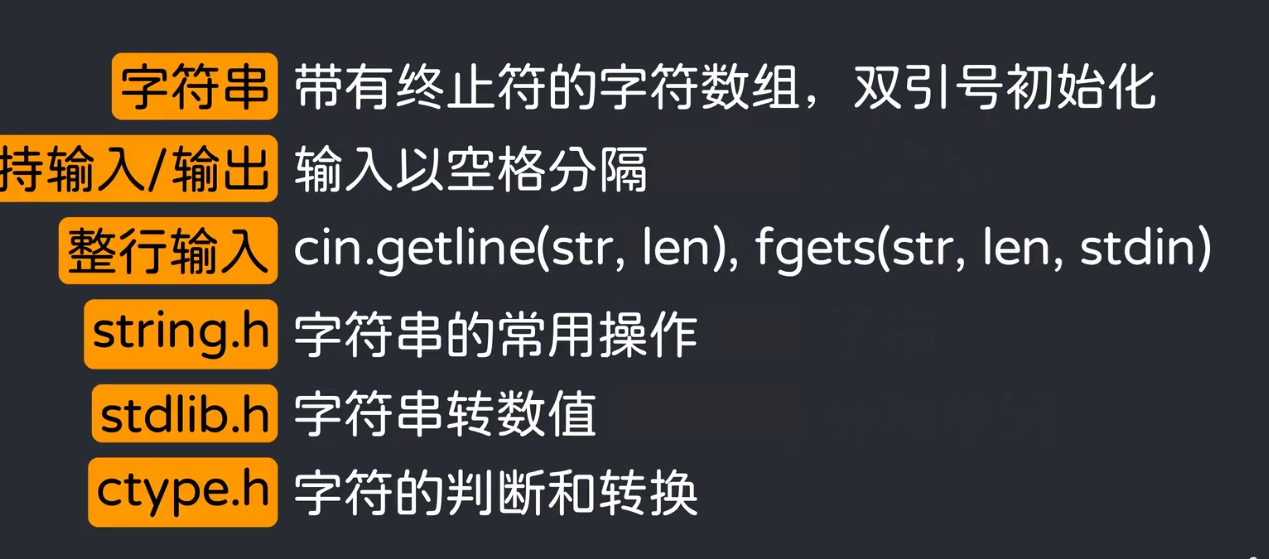 字符串 带有终止符的字符数组，双引号初始化
持输入/输出 输入以空格分隔
整行输入 cin.getline(str, len), fgets(str, len, stdin)
string.h 字符串的常用操作
stdlib.h 字符串转数值
ctype.h 字符的判断和转换